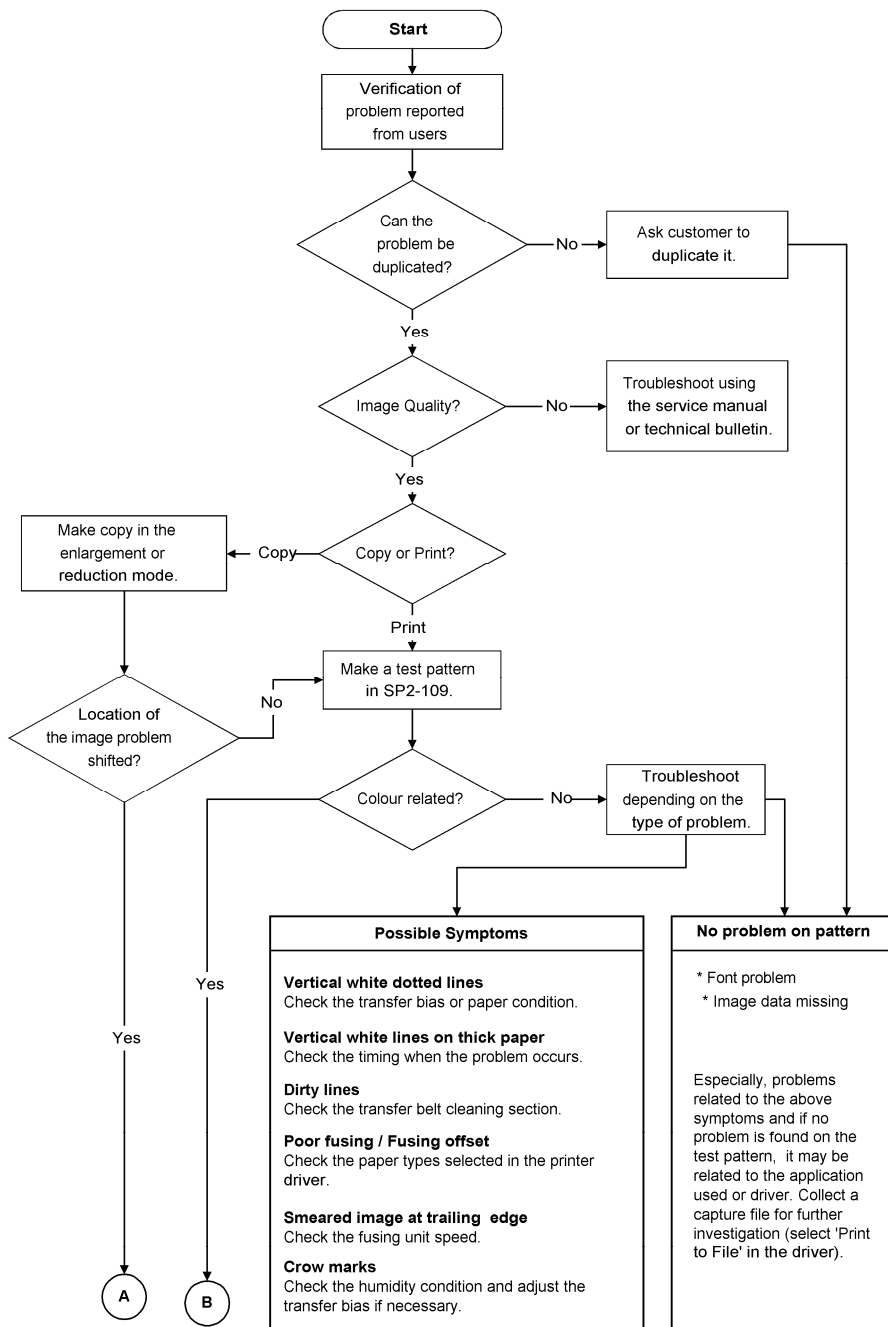 Start
Verification of
problem reported
from users
Can the
problem be
duplicated?
No
Ask customer to
duplicate it.
Yes
Image Quality?
No
Troubleshoot using
the service manual
or technical bulletin.
Yes
Copy or Print?
Copy
Make copy in the
enlargement or
reduction mode.
Print
Make a test pattern
in SP2-109.
Location of
the image problem
shifted?
No
Colour related?
No
Troubleshoot
depending on the
type of problem.
Yes
Yes
A
B
Possible Symptoms
Vertical white dotted lines
Check the transfer bias or paper condition.
Vertical white lines on thick paper
Check the timing when the problem occurs.
Dirty lines
Check the transfer belt cleaning section.
Poor fusing / Fusing offset
Check the paper types selected in the printer
driver.
Smeared image at trailing edge
Check the fusing unit speed.
Crow marks
Check the humidity condition and adjust the
transfer bias if necessary.
No problem on pattern
* Font problem
* Image data missing
Especially, problems
related to the above
symptoms and if no
problem is found on the
test pattern, it may be
related to the application
used or driver. Collect a
capture file for further
investigation (select 'Print
to File' in the driver).